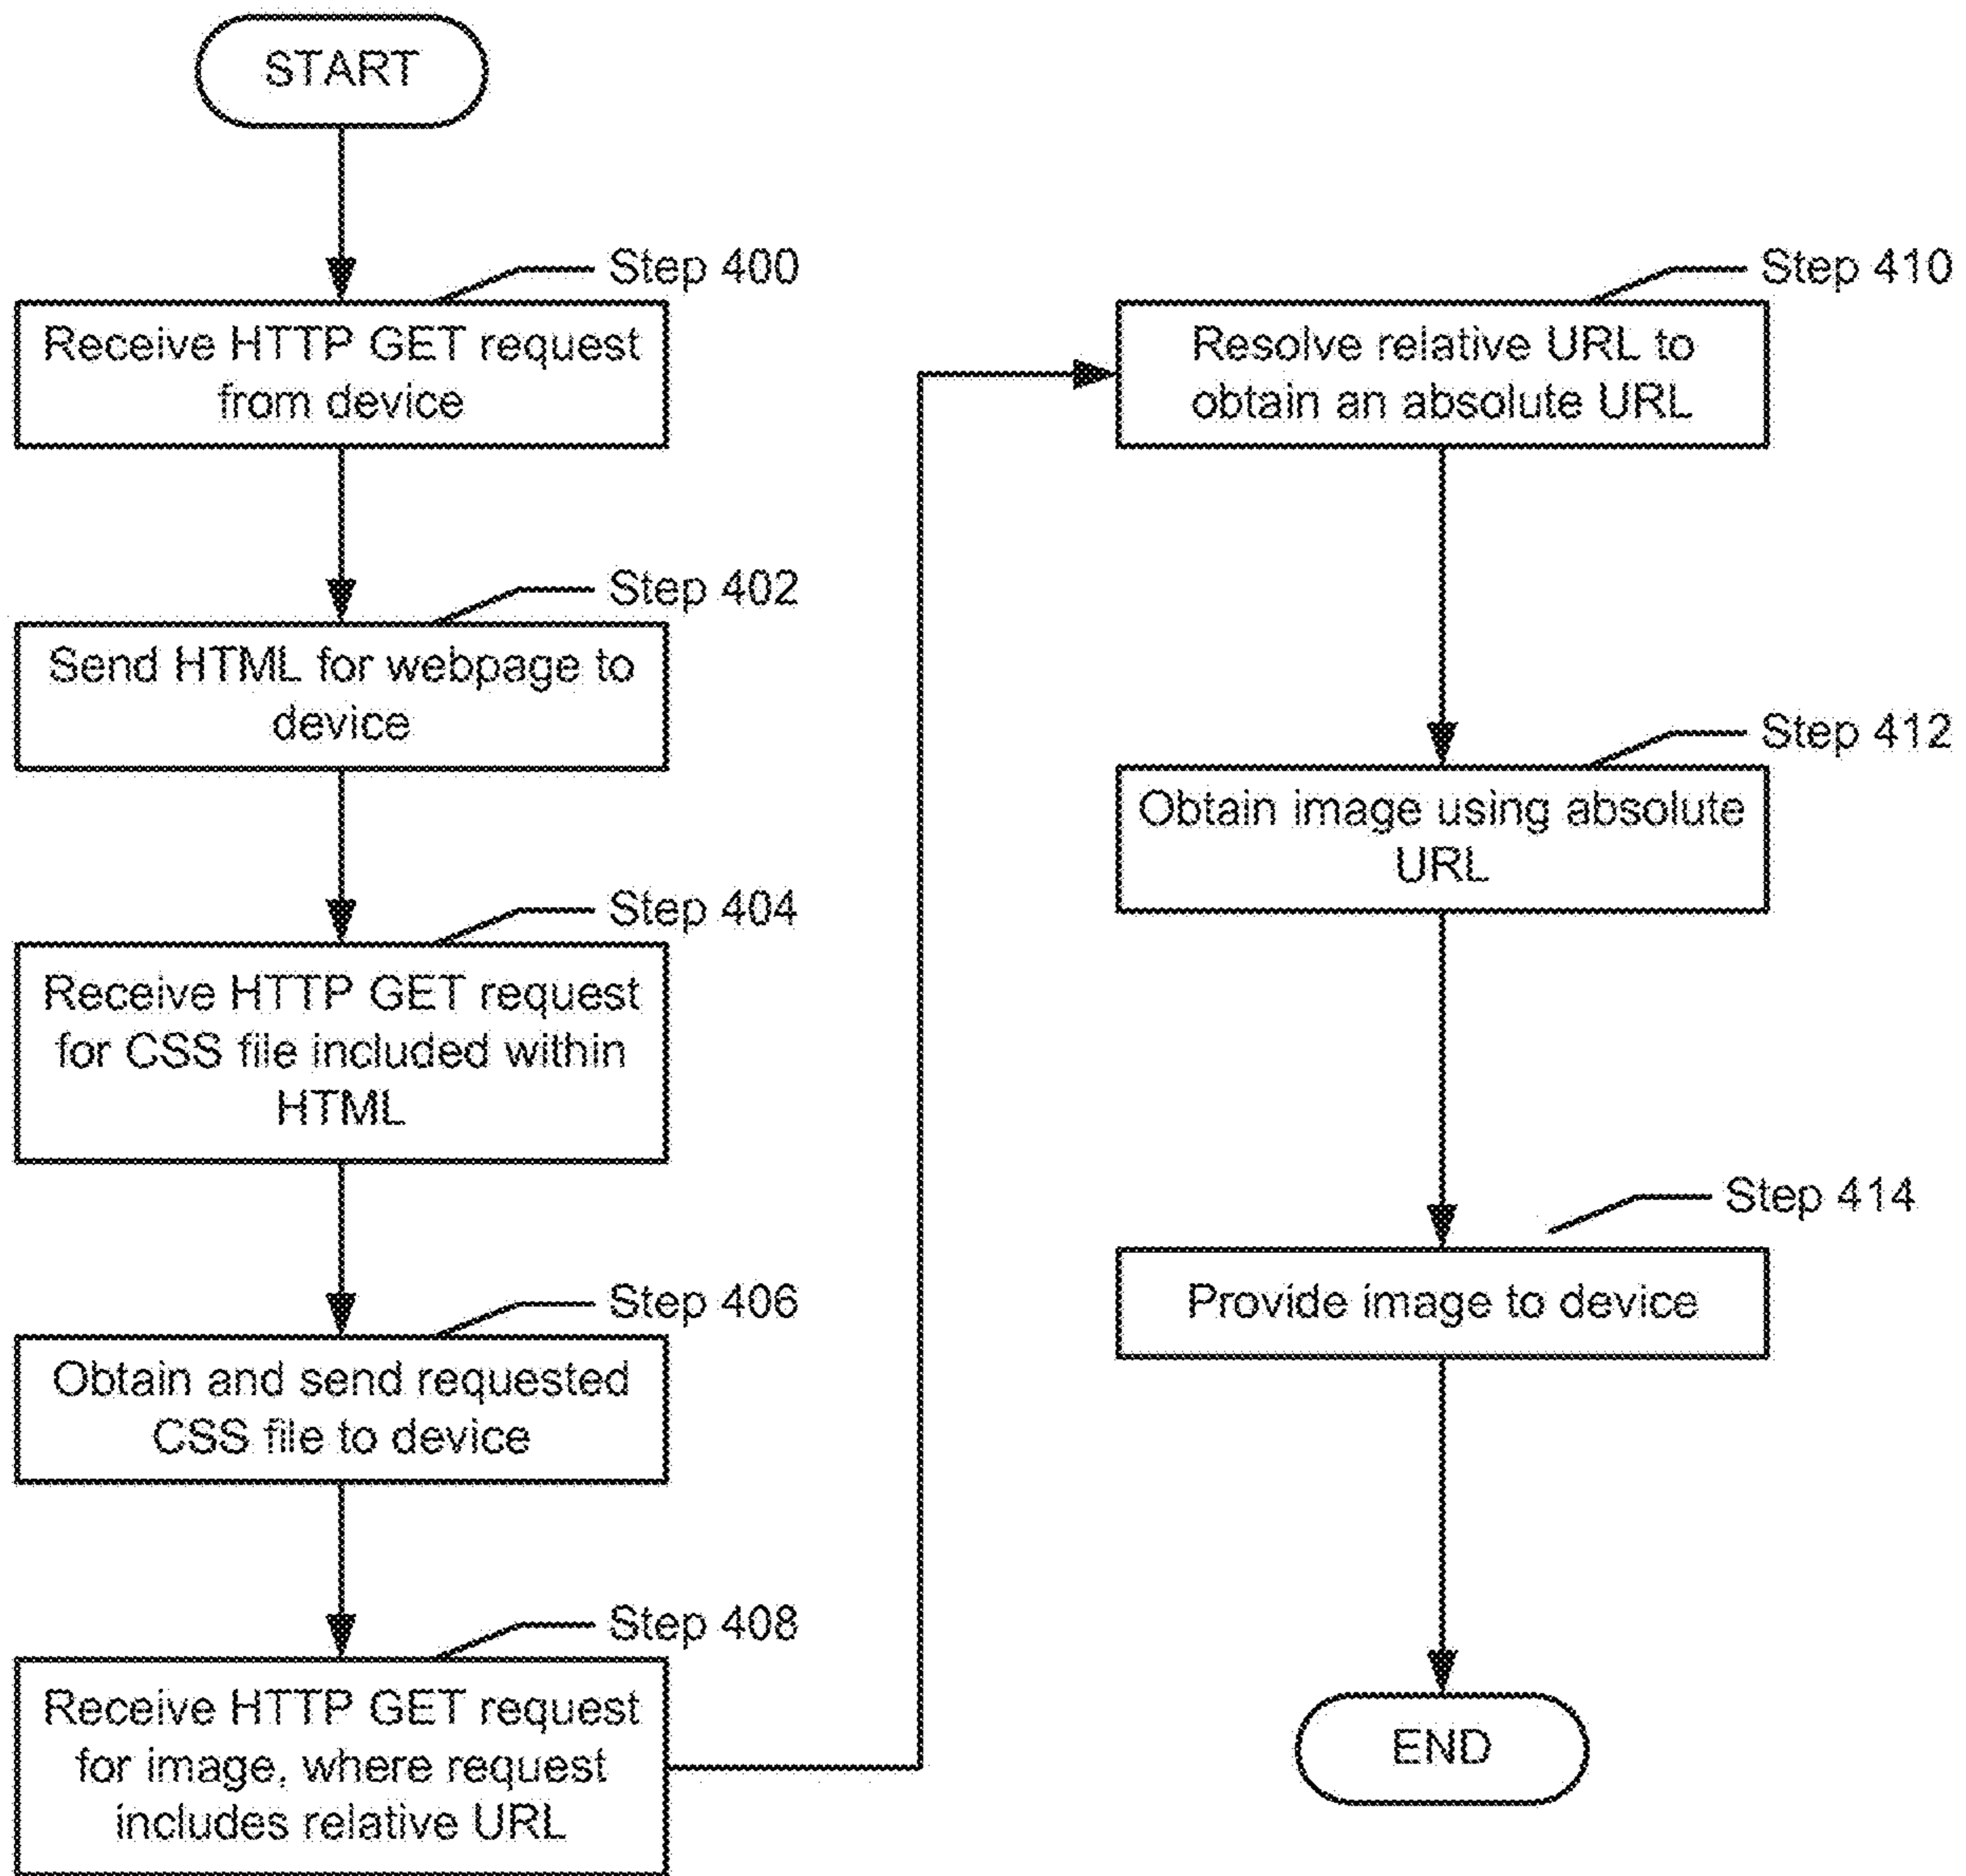 START
Step 400
Receive HTTP GET request
from device
Step 402
Send HTML for webpage to
device
Step 404
Receive HTTP GET request
for CSS file included within
HTML
Step 406
Obtain and send requested
CSS file to device
Step 408
Receive HTTP GET request
for image, where request
includes relative URL
Step 410
Resolve relative URL to
obtain an absolute URL
Step 412
Obtain image using absolute
URL
Step 414
Provide image to device
END